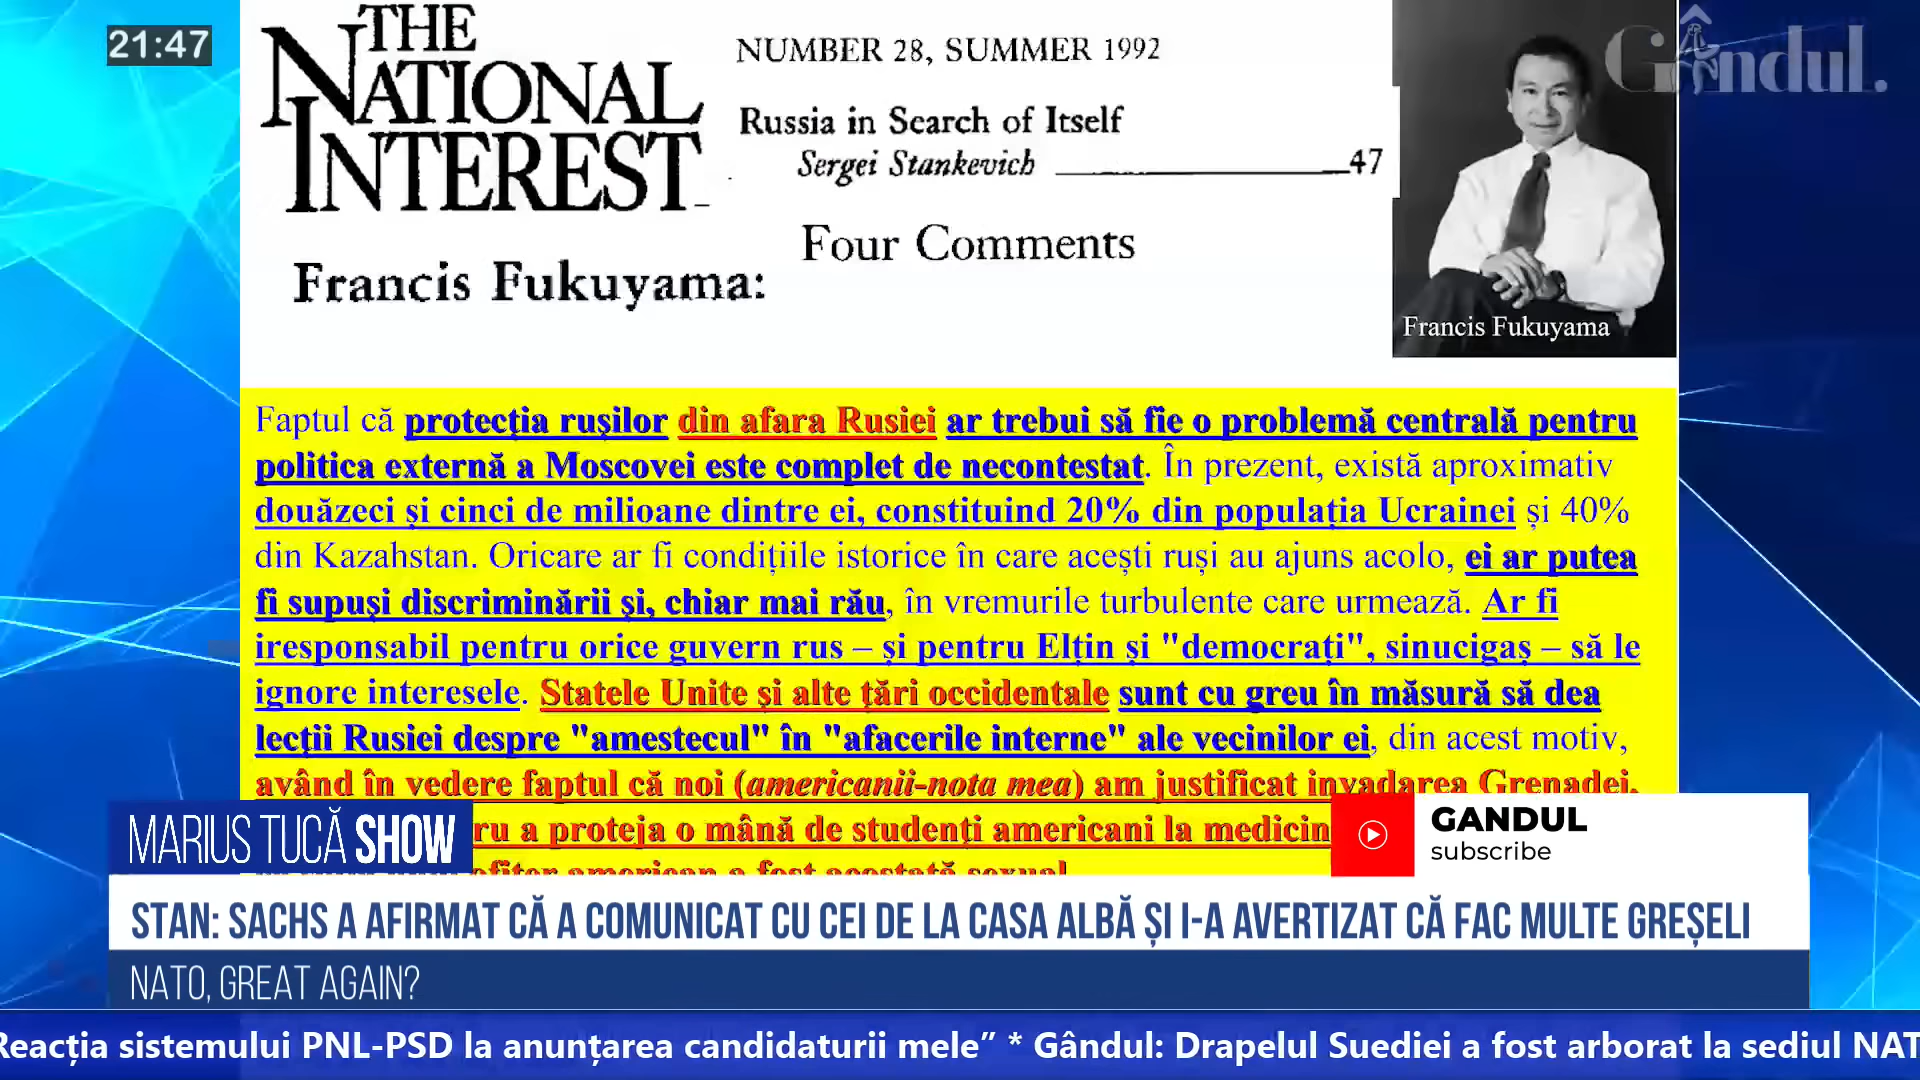 21:47
THE
NATIONAL
INTEREST
NUMBER 28, SUMMER 1992
Russia in Search of Itself
Sergei Stankevich 47
Four Comments
Francis Fukuyama:
Gândul.
Francis Fukuyama
Faptul că protecția rușilor din afara Rusiei ar trebui să fie o problemă centrală pentru
politica externă a Moscovei este complet de necontestat. În prezent, există aproximativ
douăzeci și cinci de milioane dintre ei, constituind 20% din populația Ucrainei și 40%
din Kazahstan. Oricare ar fi condițiile istorice în care acești ruși au ajuns acolo, ei ar putea
fi supuși discriminării și, chiar mai rău, în vremurile turbulente care urmează. Ar fi
iresponsabil pentru orice guvern rus – și pentru Elțin și "democrați", sinucigaș – să le
ignore interesele. Statele Unite și alte țări occidentale sunt cu greu în măsură să dea
lecții Rusiei despre "amestecul" în "afacerile interne" ale vecinilor ei, din acest motiv,
având în vedere faptul că noi (americanii-nota mea) am justificat invadarea Grenadei,
ru a proteja o mână de studenți americani la medicin
ofițer american a fost acostată sexual
MARIUS TUCĂ SHOW
GANDUL
subscribe
STAN: SACHS A AFIRMAT CĂ A COMUNICAT CU CEI DE LA CASA ALBĂ ȘI I-A AVERTIZAT CĂ FAC MULTE GREȘELI
NATO, GREAT AGAIN?
Reacția sistemului PNL-PSD la anunțarea candidaturii mele” * Gândul: Drapelul Suediei a fost arborat la sediul NAT